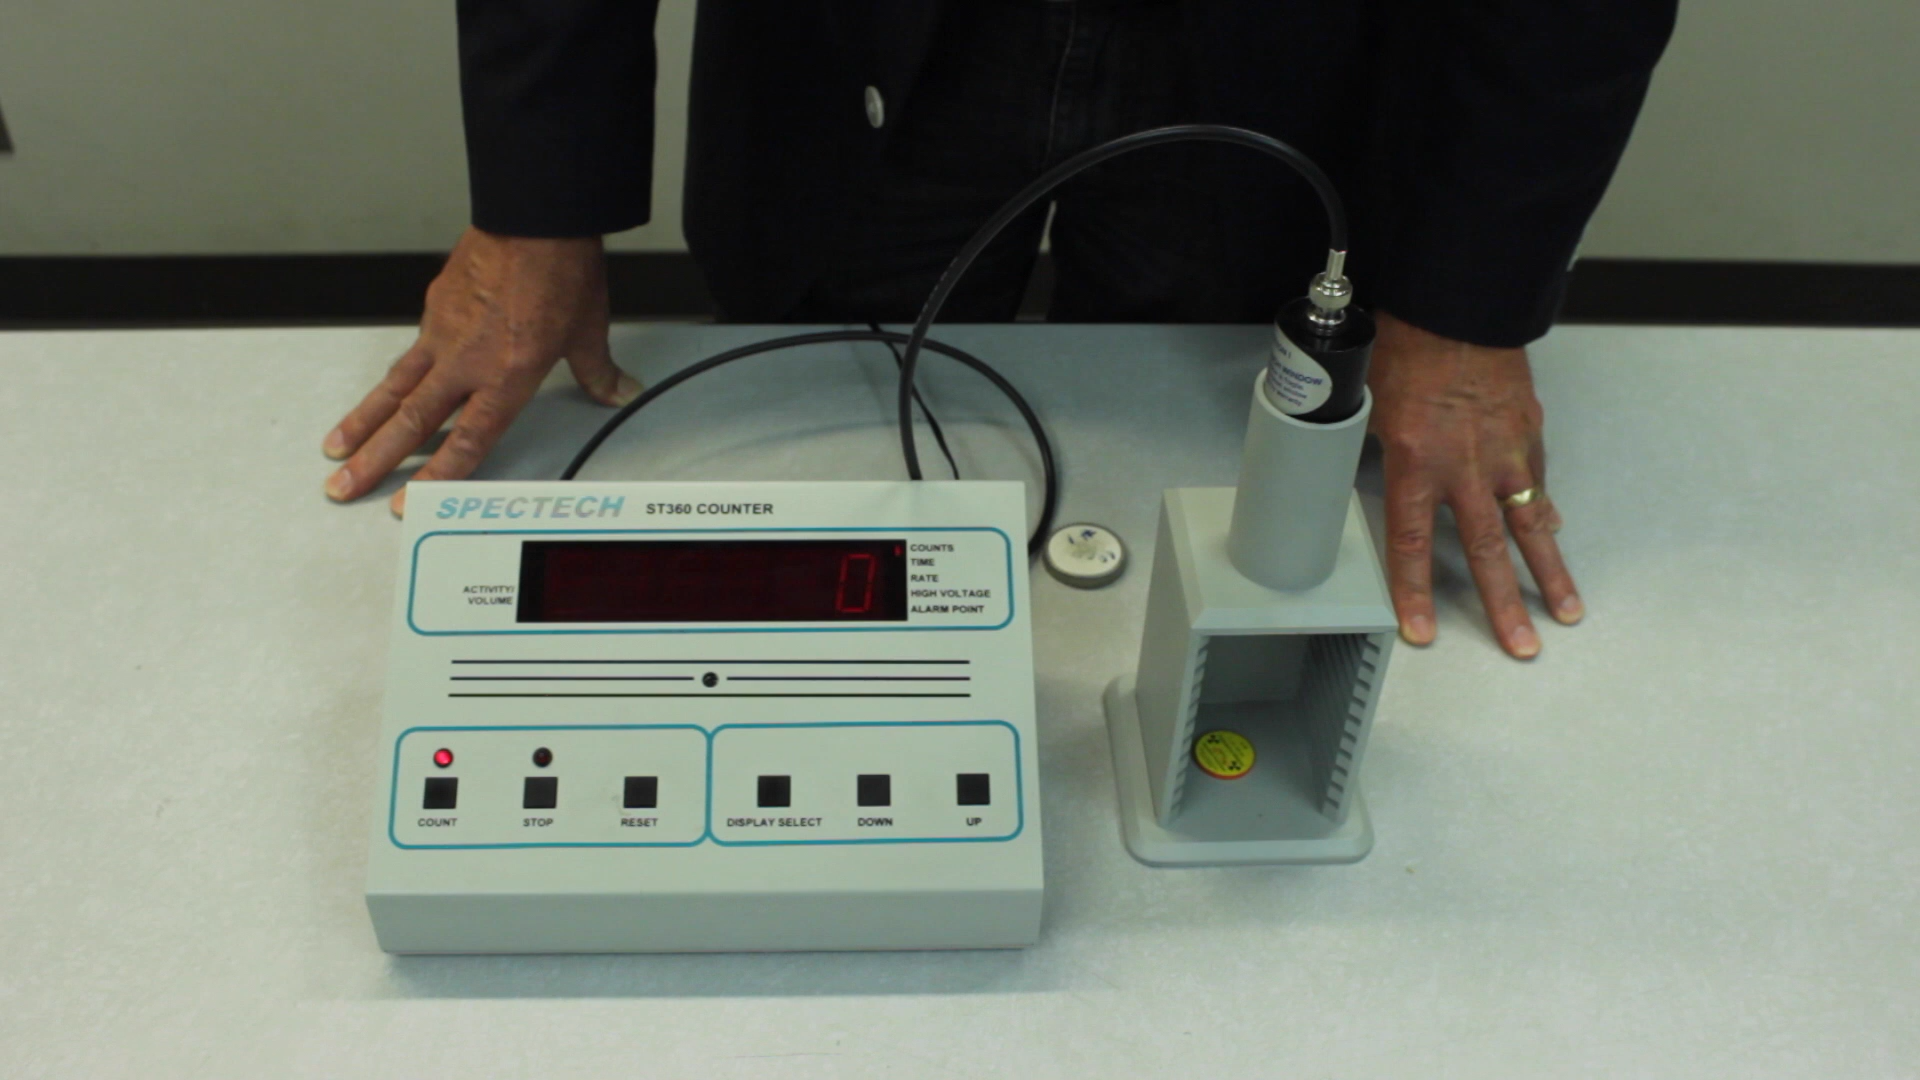 SPECTECH ST360 COUNTER
ACTIVITY/
VOLUME
0
COUNTS
TIME
RATE
HIGH VOLTAGE
ALARM POINT
COUNT
STOP
RESET
DISPLAY SELECT
DOWN
UP
WINDOW